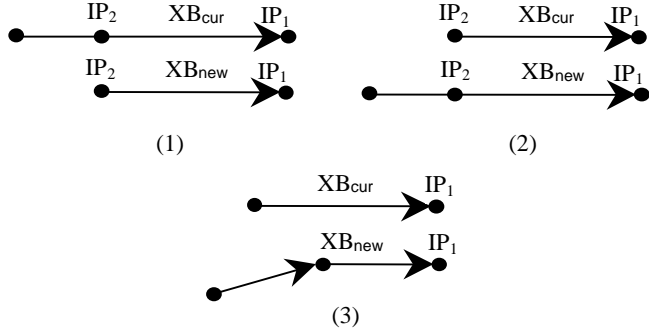 IP₂ XBcur IP₁
IP₂ XBnew IP₁
(1)
IP₂ XBcur IP₁
IP₂ XBnew IP₁
(2)
XBcur IP₁
XBnew IP₁
(3)